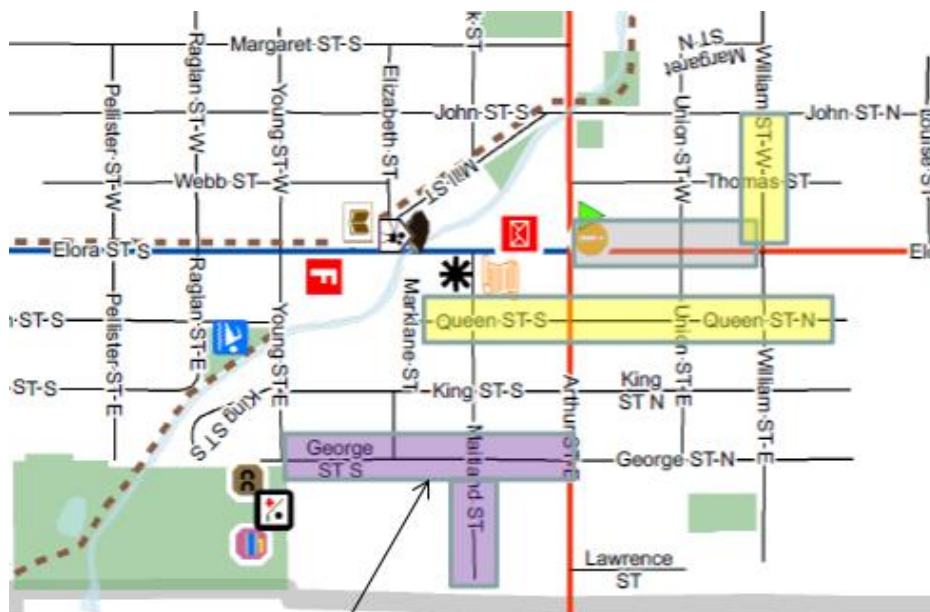 Margaret ST S
Margaret
ST N
Raglan ST W
Elizabeth ST
William ST W
Pellister ST W
Young ST W
John ST S
Union ST W
John ST N
Mill ST
Webb ST
Thomas ST
Elora ST S
F
Raglan ST E
Marklane ST
Pellister ST E
Young ST E
ST S
Queen ST S
Union ST E
Queen ST N
William ST E
ST S
King ST S
King ST S
Arthur ST E
King
ST N
George
ST S
Maitland ST
George ST N
CC
Lawrence
ST